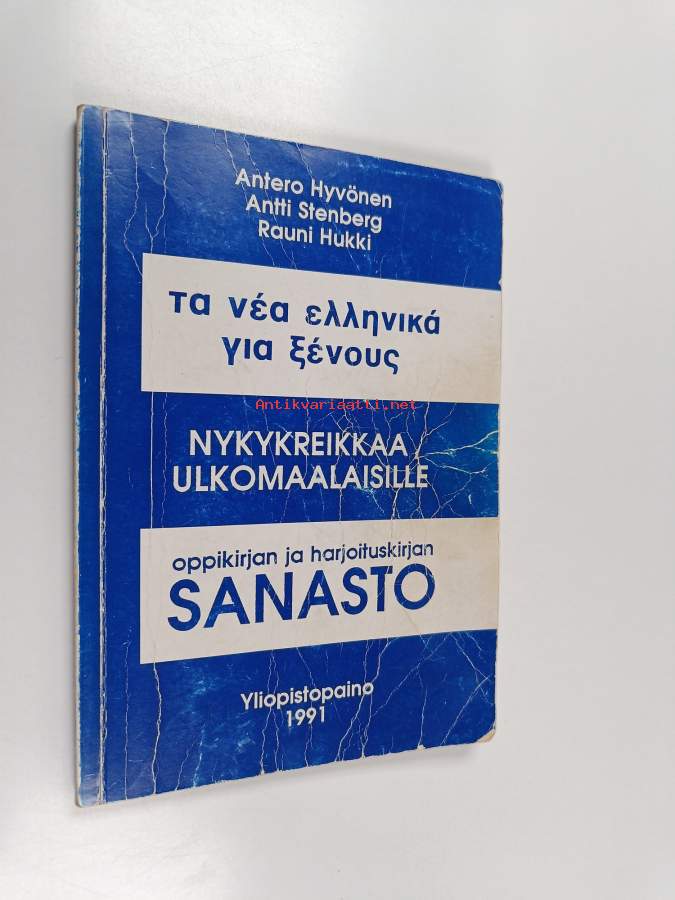 Antero Hyvönen
Antti Stenberg
Rauni Hukki
τα νέα ελληνικά
για ξένους
Antikvariaatti.net
NYKYKREIKKAA
ULKOMAALAISILLE
oppikirjan ja harjoituskirjan
SANASTO
Yliopistopaino
1991